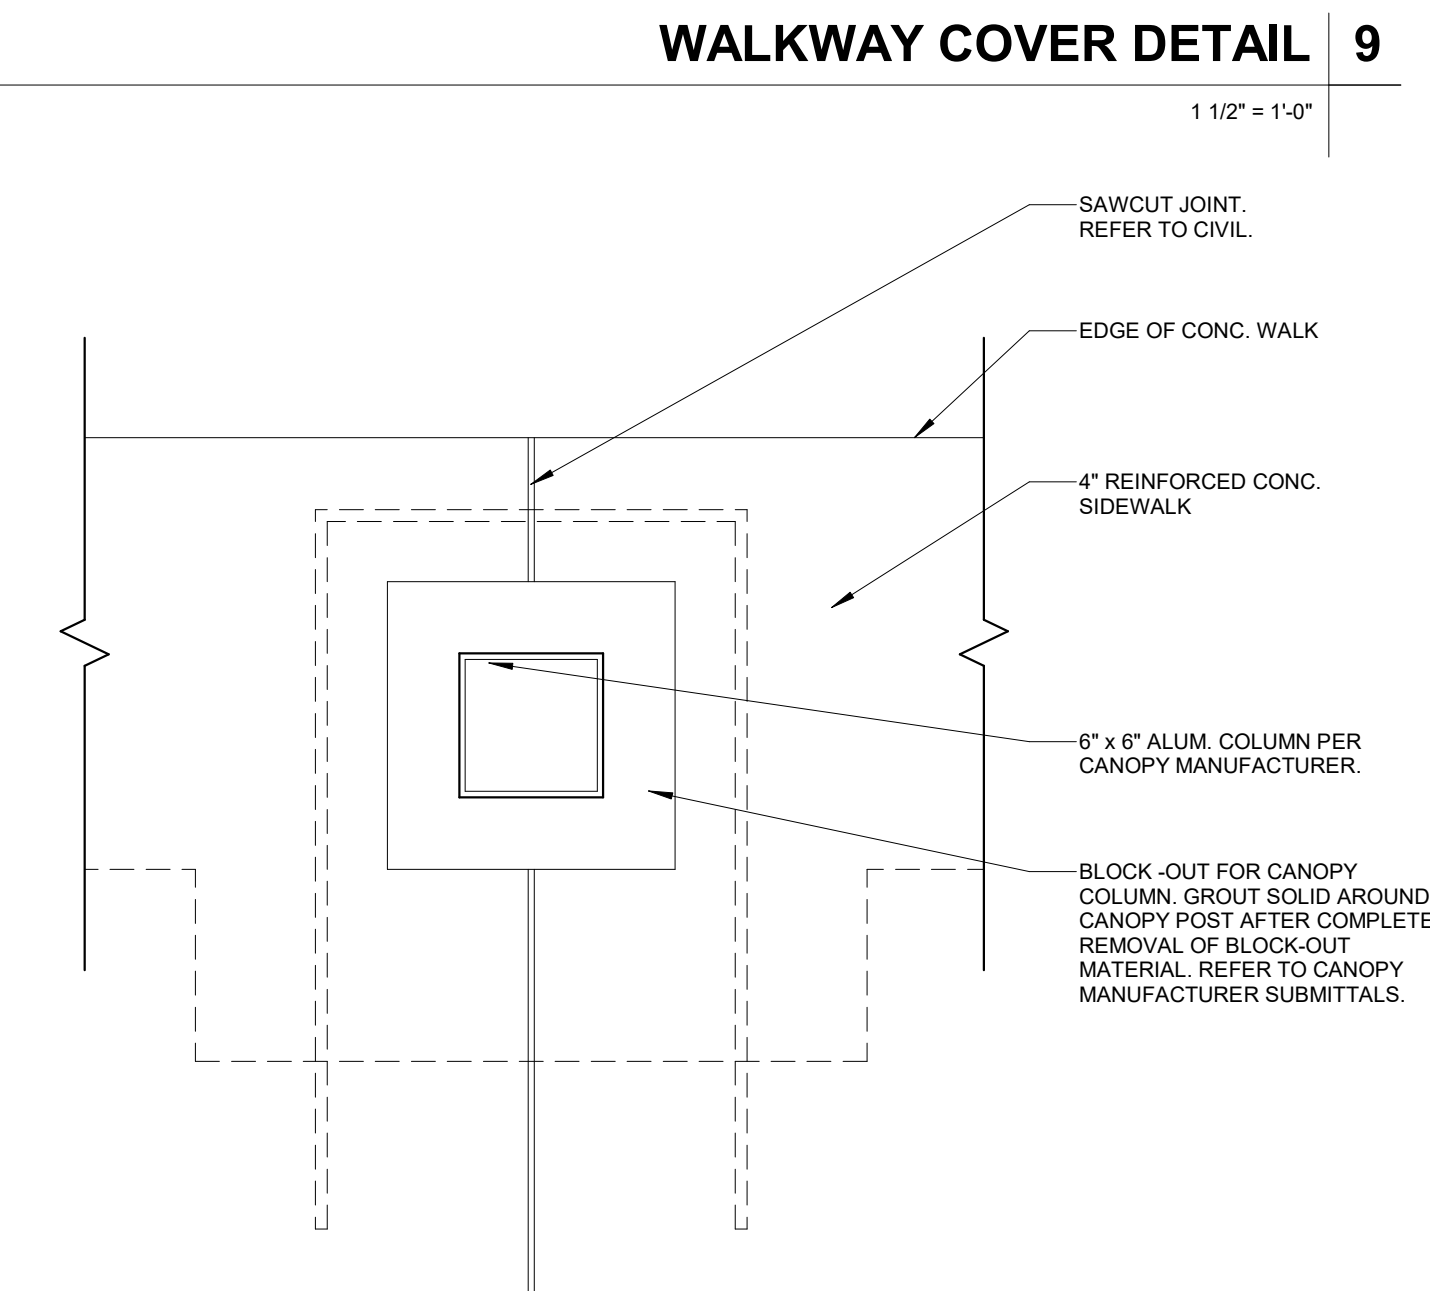 WALKWAY COVER DETAIL 9
1 1/2" = 1'-0"
SAWCUT JOINT.
REFER TO CIVIL.
EDGE OF CONC. WALK
4" REINFORCED CONC.
SIDEWALK
6" x 6" ALUM. COLUMN PER
CANOPY MANUFACTURER.
BLOCK -OUT FOR CANOPY
COLUMN. GROUT SOLID AROUND
CANOPY POST AFTER COMPLETE
REMOVAL OF BLOCK-OUT
MATERIAL. REFER TO CANOPY
MANUFACTURER SUBMITTALS.